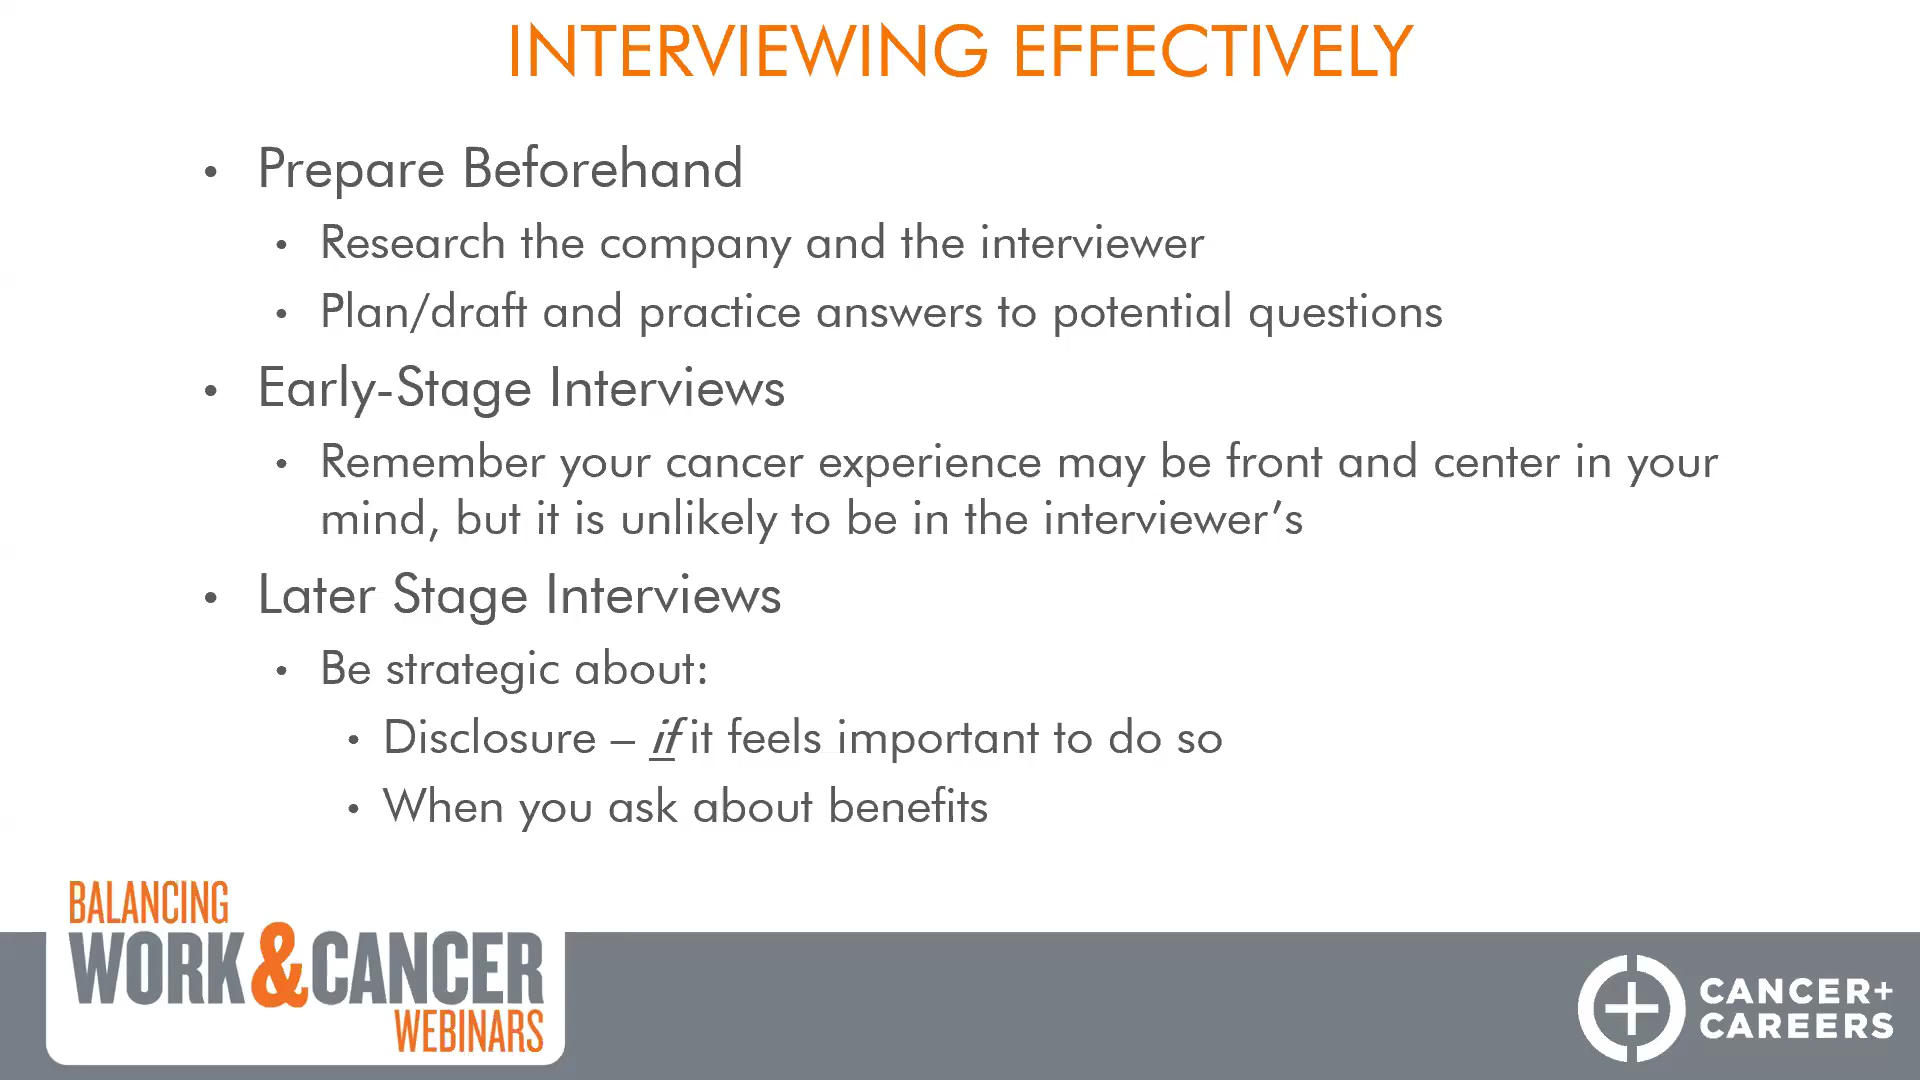 INTERVIEWING EFFECTIVELY
• Prepare Beforehand
• Research the company and the interviewer
• Plan/draft and practice answers to potential questions
• Early-Stage Interviews
• Remember your cancer experience may be front and center in your
mind, but it is unlikely to be in the interviewer’s
• Later Stage Interviews
• Be strategic about:
• Disclosure – if it feels important to do so
• When you ask about benefits
BALANCING
WORK&CANCER
WEBINARS
CANCER+
CAREERS